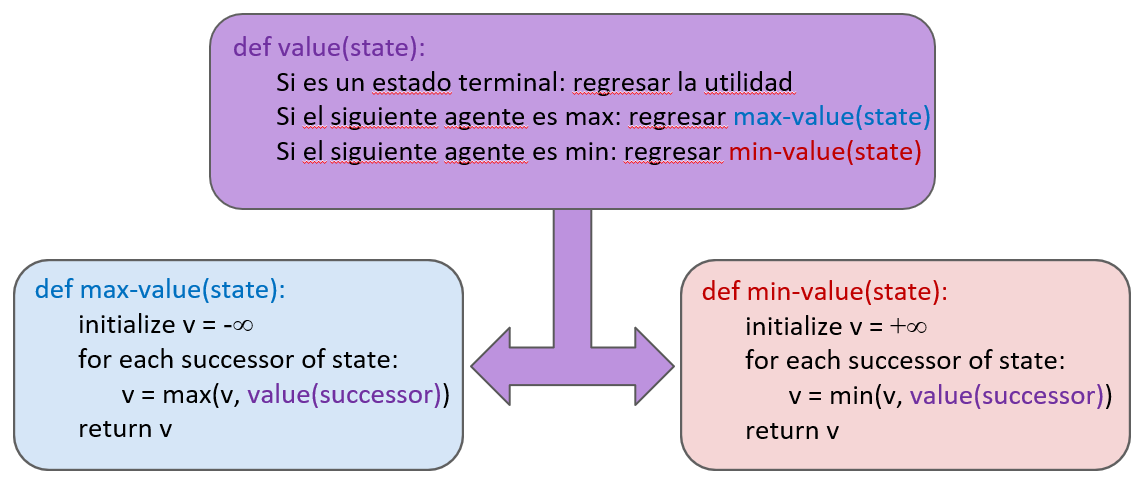 def value(state):
Si es un estado terminal: regresar la utilidad
Si el siguiente agente es max: regresar max-value(state)
Si el siguiente agente es min: regresar min-value(state)
def max-value(state):
initialize v = -∞
for each successor of state:
v = max(v, value(successor))
return v
def min-value(state):
initialize v = +∞
for each successor of state:
v = min(v, value(successor))
return v